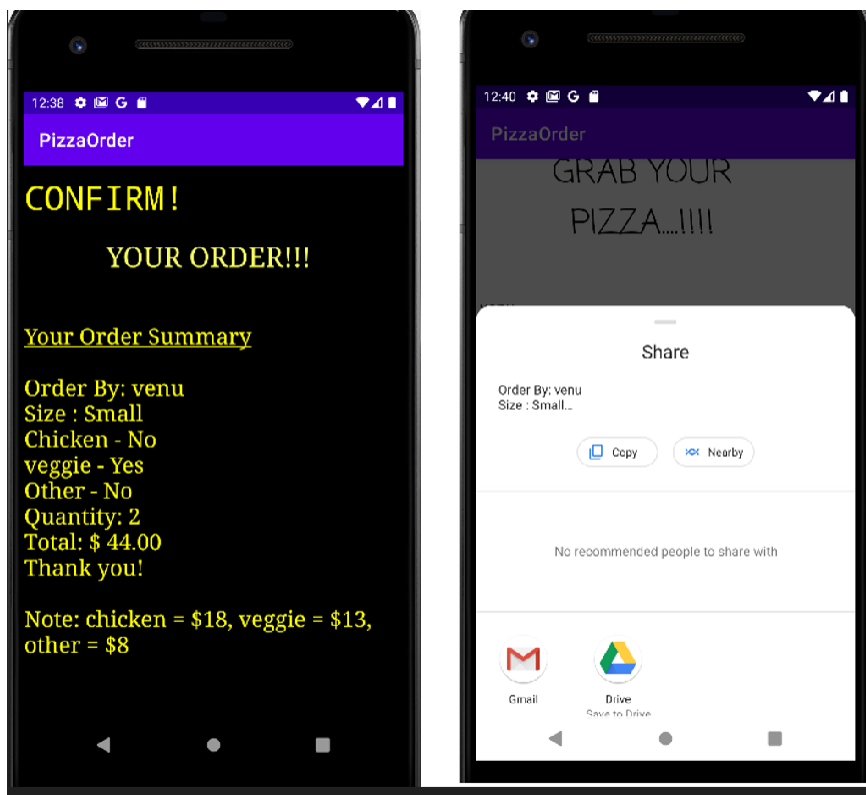 12:38
PizzaOrder
CONFIRM!
YOUR ORDER!!!
Your Order Summary
Order By: venu
Size : Small
Chicken - No
veggie - Yes
Other - No
Quantity: 2
Total: $ 44.00
Thank you!
Note: chicken = $18, veggie = $13,
other = $8
12:40
PizzaOrder
GRAB YOUR
PIZZA....!!!!
Share
Order By: venu
Size : Small...
Copy
Nearby
No recommended people to share with
Gmail
Drive
Save to Drive